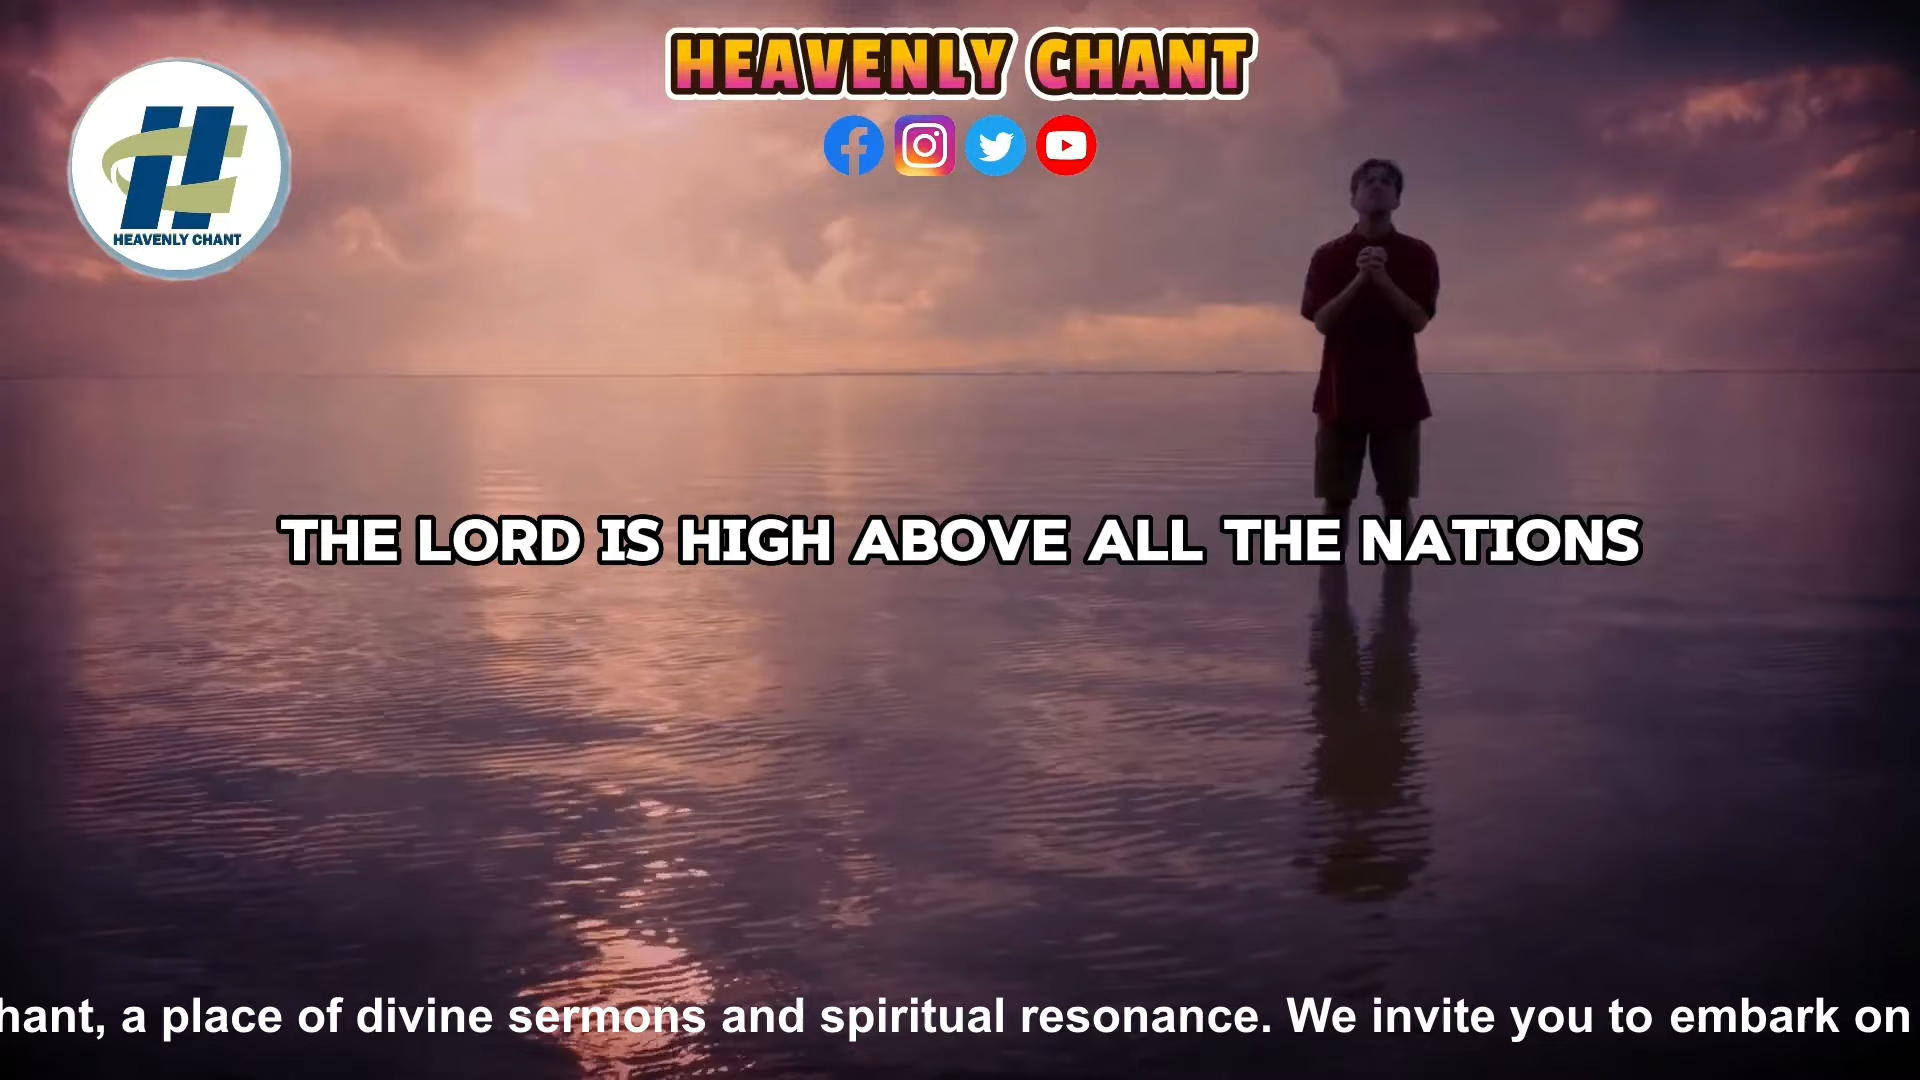 HEAVENLY CHANT
HEAVENLY CHANT
THE LORD IS HIGH ABOVE ALL THE NATIONS
hant, a place of divine sermons and spiritual resonance. We invite you to embark on